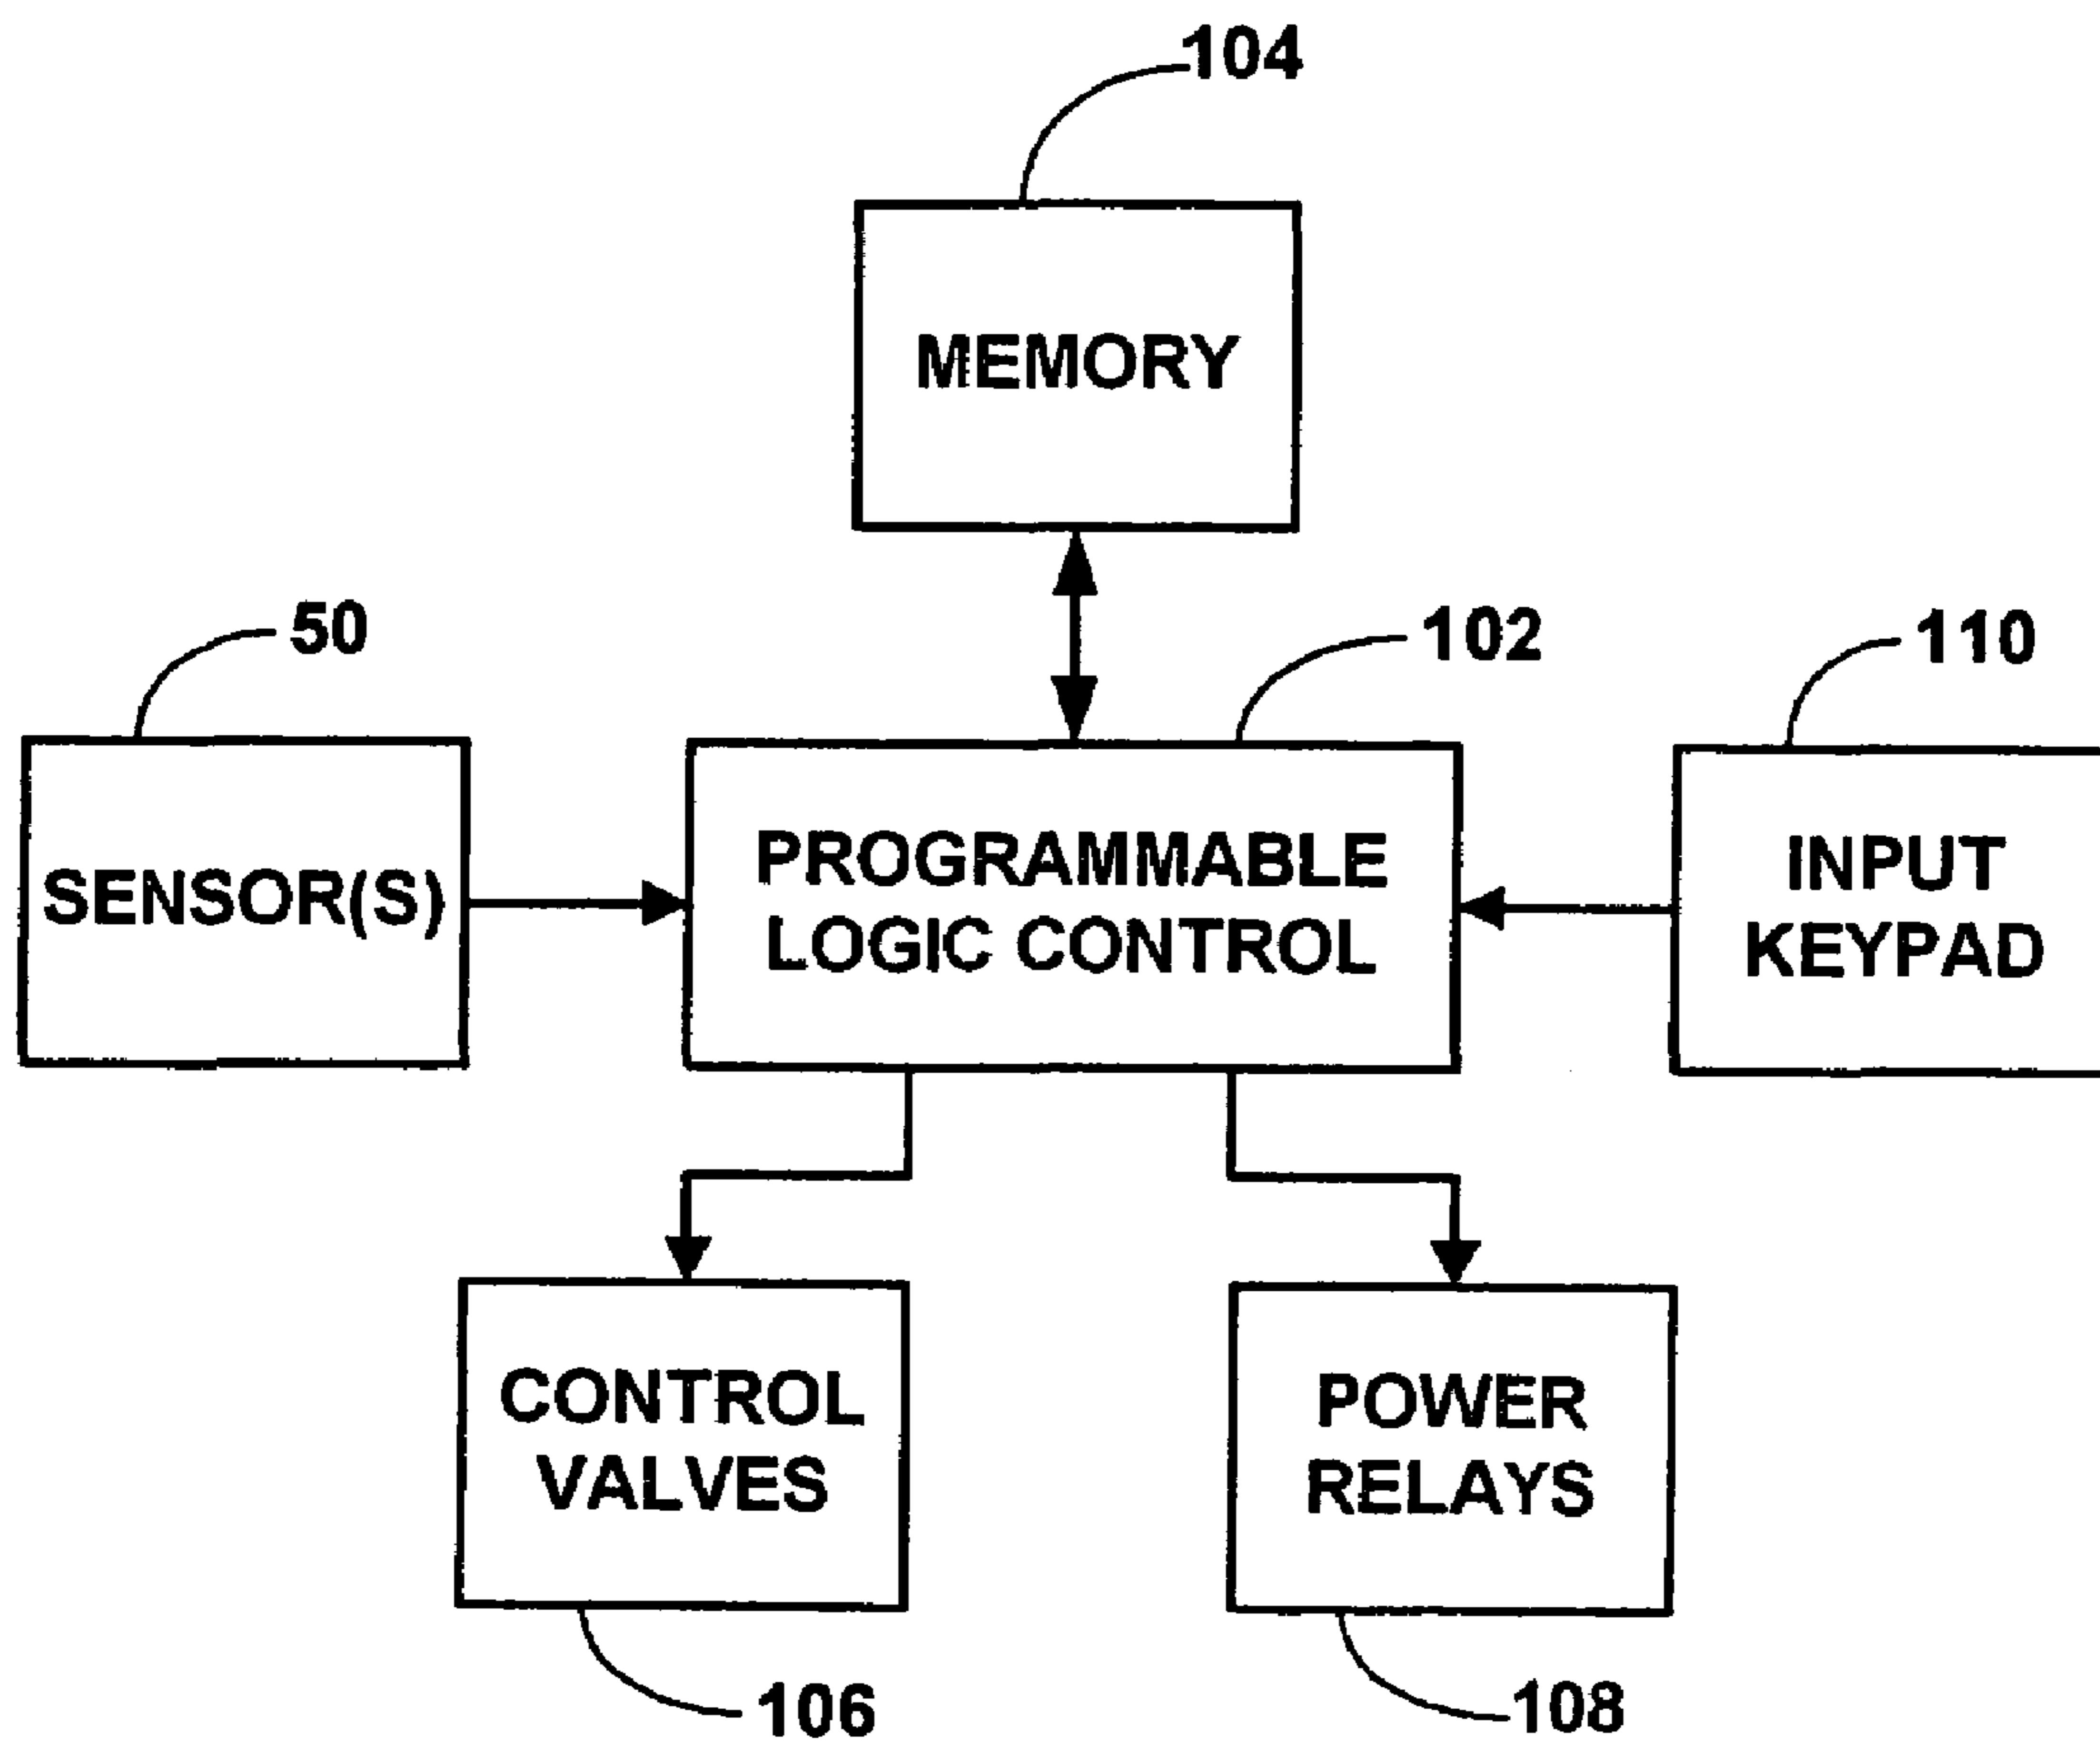 104
MEMORY
50
102
110
SENSOR(S)
PROGRAMMABLE
LOGIC CONTROL
INPUT
KEYPAD
CONTROL
VALVES
POWER
RELAYS
106
108